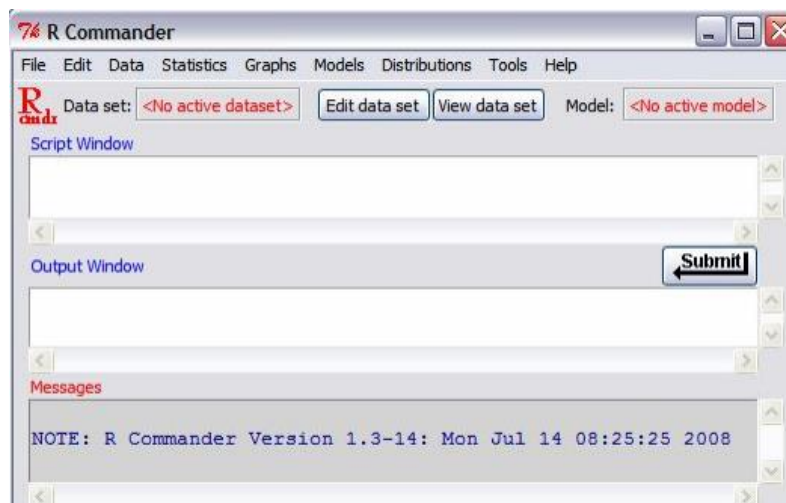 R Commander
File Edit Data Statistics Graphs Models Distributions Tools Help
R cmdr Data set: <No active dataset> Edit data set View data set Model: <No active model>
Script Window
Output Window
Submit
Messages
NOTE: R Commander Version 1.3-14: Mon Jul 14 08:25:25 2008